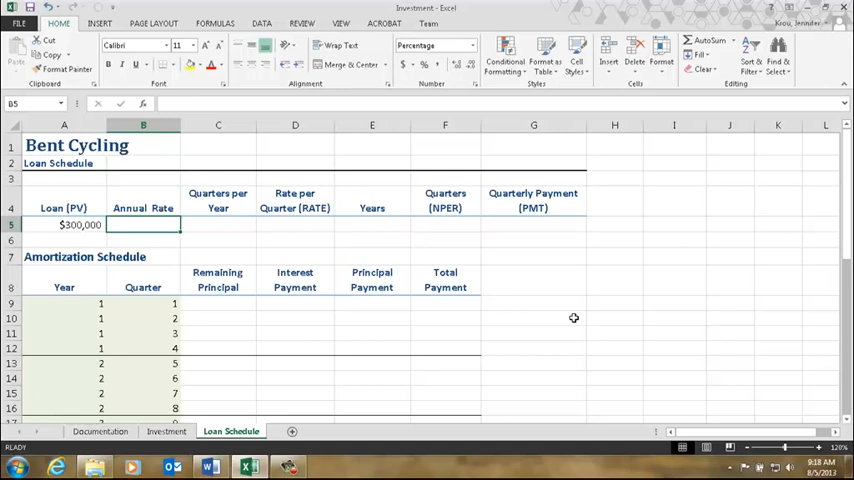 Investment - Excel
FILE HOME INSERT PAGE LAYOUT FORMULAS DATA REVIEW VIEW ACROBAT Team Krou, Jennifer
Paste Cut Copy Format Painter Clipboard
Calibri 11 A A B I U A Font
Wrap Text Merge & Center Alignment
Percentage $ % , Number
Conditional Formatting Format as Table Cell Styles Styles
Insert Delete Format Cells
AutoSum Fill Clear Sort & Filter Find & Select Editing
B5 fx
A B C D E F G H I J K L
1 Bent Cycling
2 Loan Schedule
3
4 Loan (PV) Annual Rate Quarters per Year Rate per Quarter (RATE) Years Quarters (NPER) Quarterly Payment (PMT)
5 $300,000
6
7 Amortization Schedule
8 Year Quarter Remaining Principal Interest Payment Principal Payment Total Payment
9 1 1
10 1 2
11 1 3
12 1 4
13 2 5
14 2 6
15 2 7
16 2 8
Documentation Investment Loan Schedule
READY 120%
9:18 AM
8/5/2013